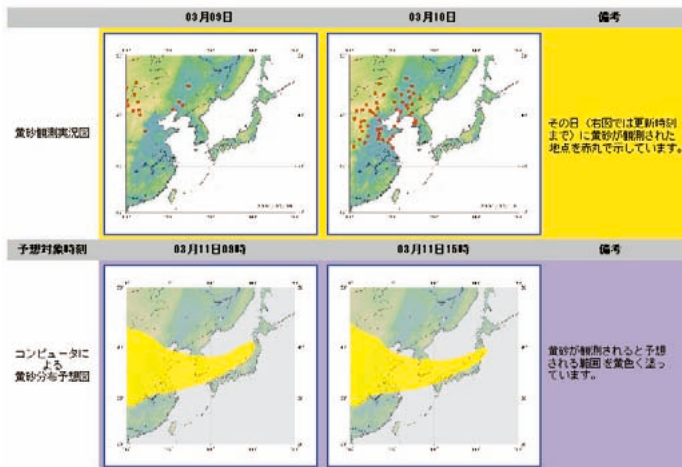 03月09日
03月10日
備考
黄砂観測実況図
その日(右図では更新時刻
まで)に黄砂が観測された
地点を赤丸で示しています。
予想対象時刻
03月11日09時
03月11日15時
備考
コンピュータに
よる
黄砂分布予想図
黄砂が観測されると予想
される範囲を黄色く塗っ
ています。